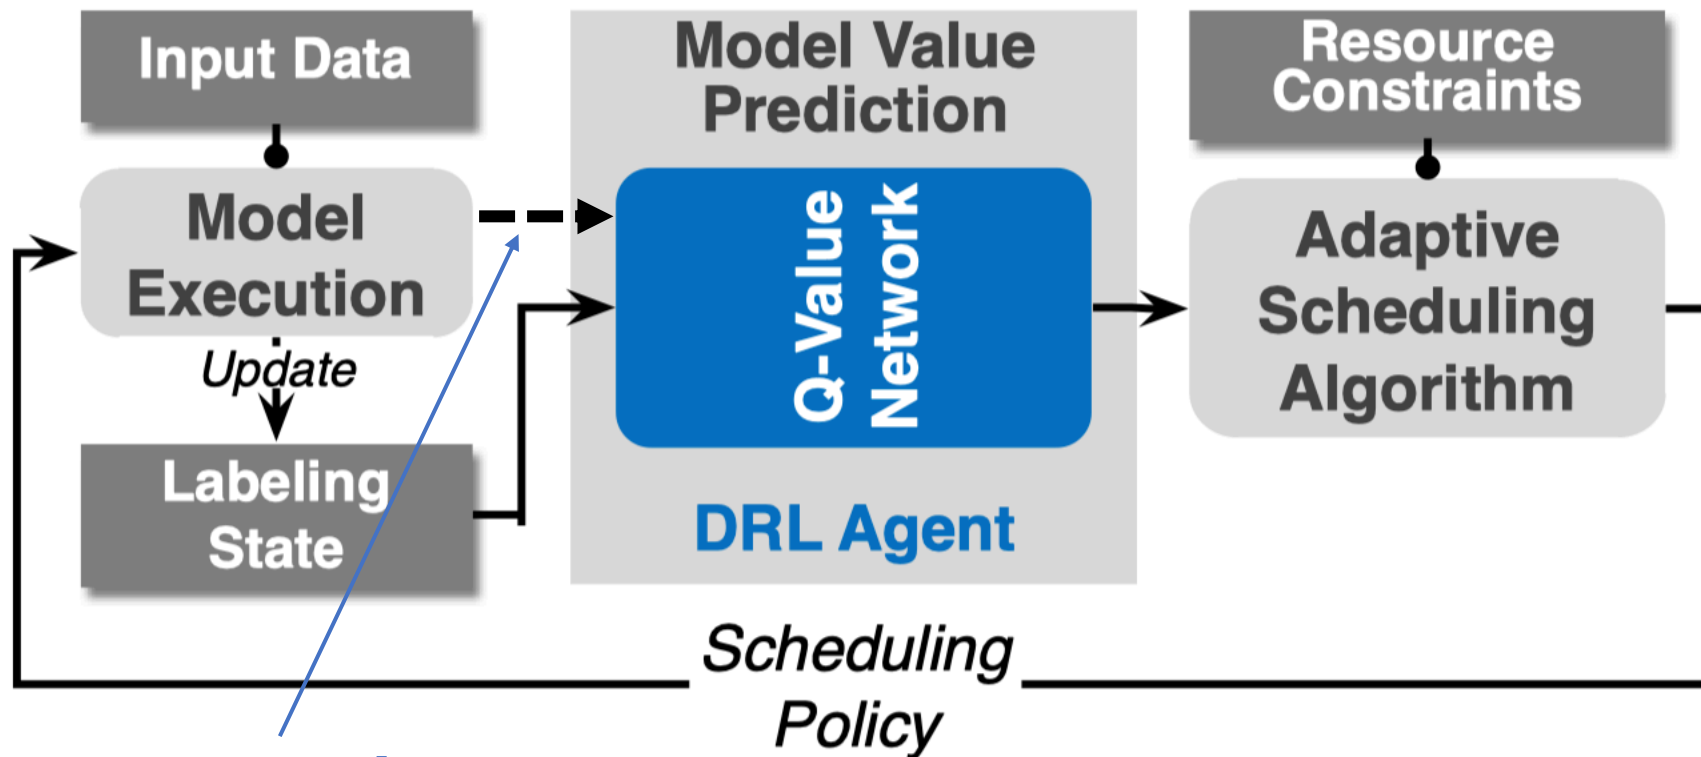 Input Data
Model
Execution
Update
Labeling
State
Model Value
Prediction
Q-Value
Network
DRL Agent
Resource
Constraints
Adaptive
Scheduling
Algorithm
Scheduling
Policy